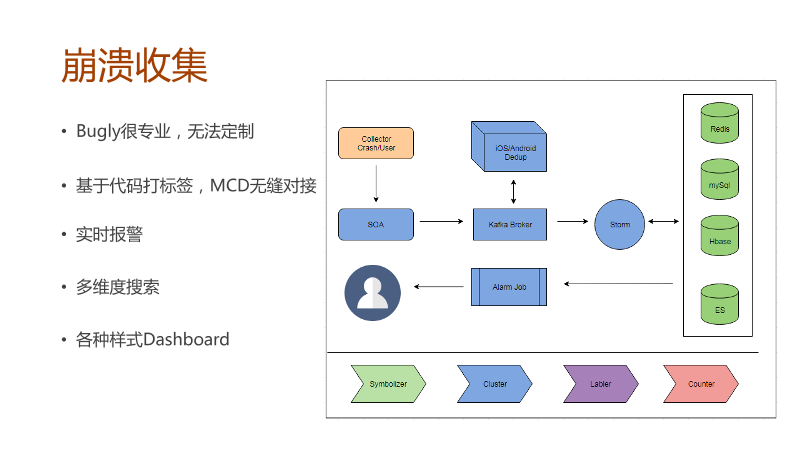 崩溃收集
• Bugly很专业，无法定制
• 基于代码打标签，MCD无缝对接
• 实时报警
• 多维度搜索
• 各种样式Dashboard
Collector
Crash/User
iOS/Android
Dedup
SOA
Kafka Broker
Storm
Redis
mySql
Hbase
ES
Alarm Job
Symbolizer
Cluster
Labler
Counter